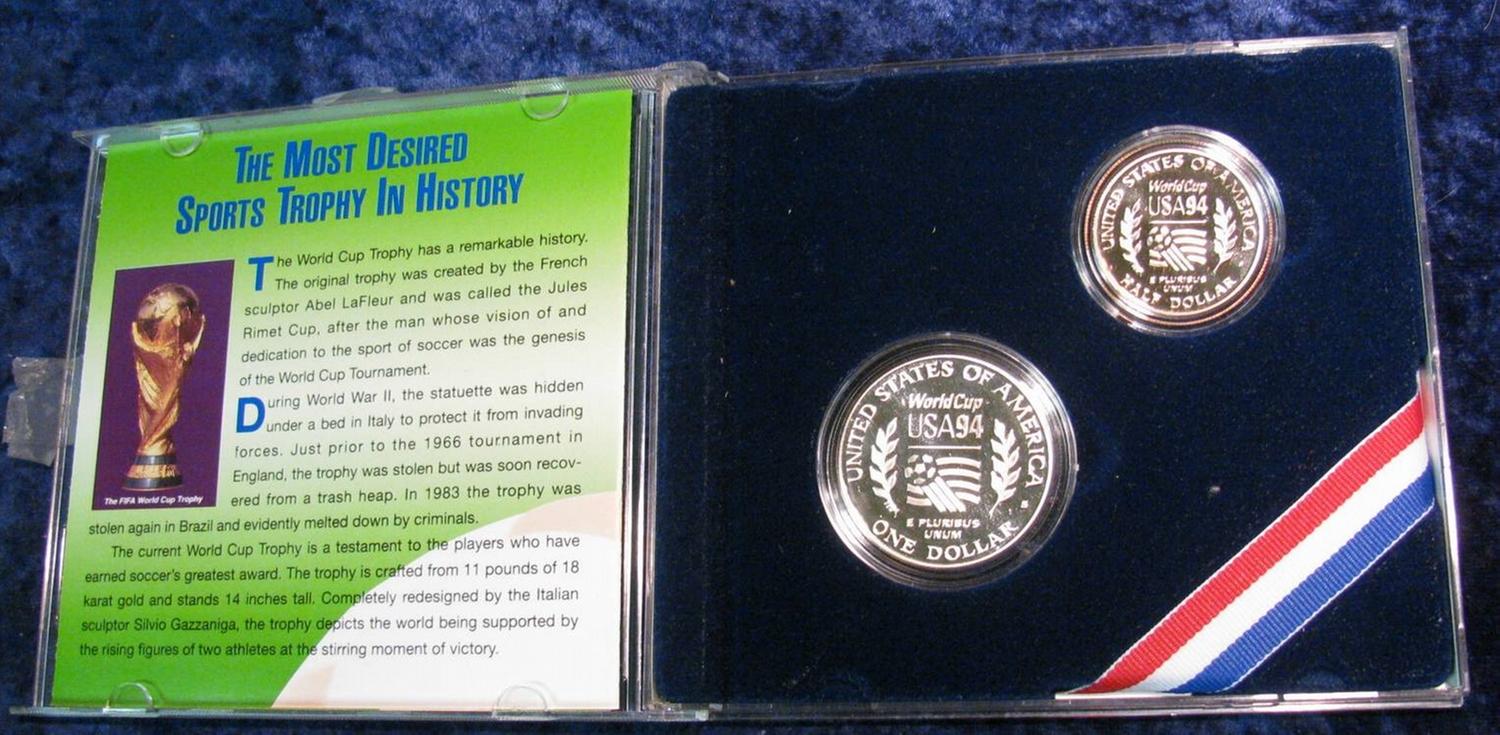 The Most Desired
Sports Trophy In History
The World Cup Trophy has a remarkable history.
The original trophy was created by the French
sculptor Abel LaFleur and was called the Jules
Rimet Cup, after the man whose vision of and
dedication to the sport of soccer was the genesis
of the World Cup Tournament.
During World War II, the statuette was hidden
under a bed in Italy to protect it from invading
forces. Just prior to the 1966 tournament in
England, the trophy was stolen but was soon recov-
ered from a trash heap. In 1983 the trophy was
stolen again in Brazil and evidently melted down by criminals.
The current World Cup Trophy is a testament to the players who have
earned soccer's greatest award. The trophy is crafted from 11 pounds of 18
karat gold and stands 14 inches tall. Completely redesigned by the Italian
sculptor Silvio Gazzaniga, the trophy depicts the world being supported by
the rising figures of two athletes at the stirring moment of victory.
The FIFA World Cup Trophy
UNITED STATES OF AMERICA
WorldCup
USA94
E PLURIBUS
UNUM
ONE DOLLAR
UNITED STATES OF AMERICA
WorldCup
USA94
E PLURIBUS
UNUM
HALF DOLLAR